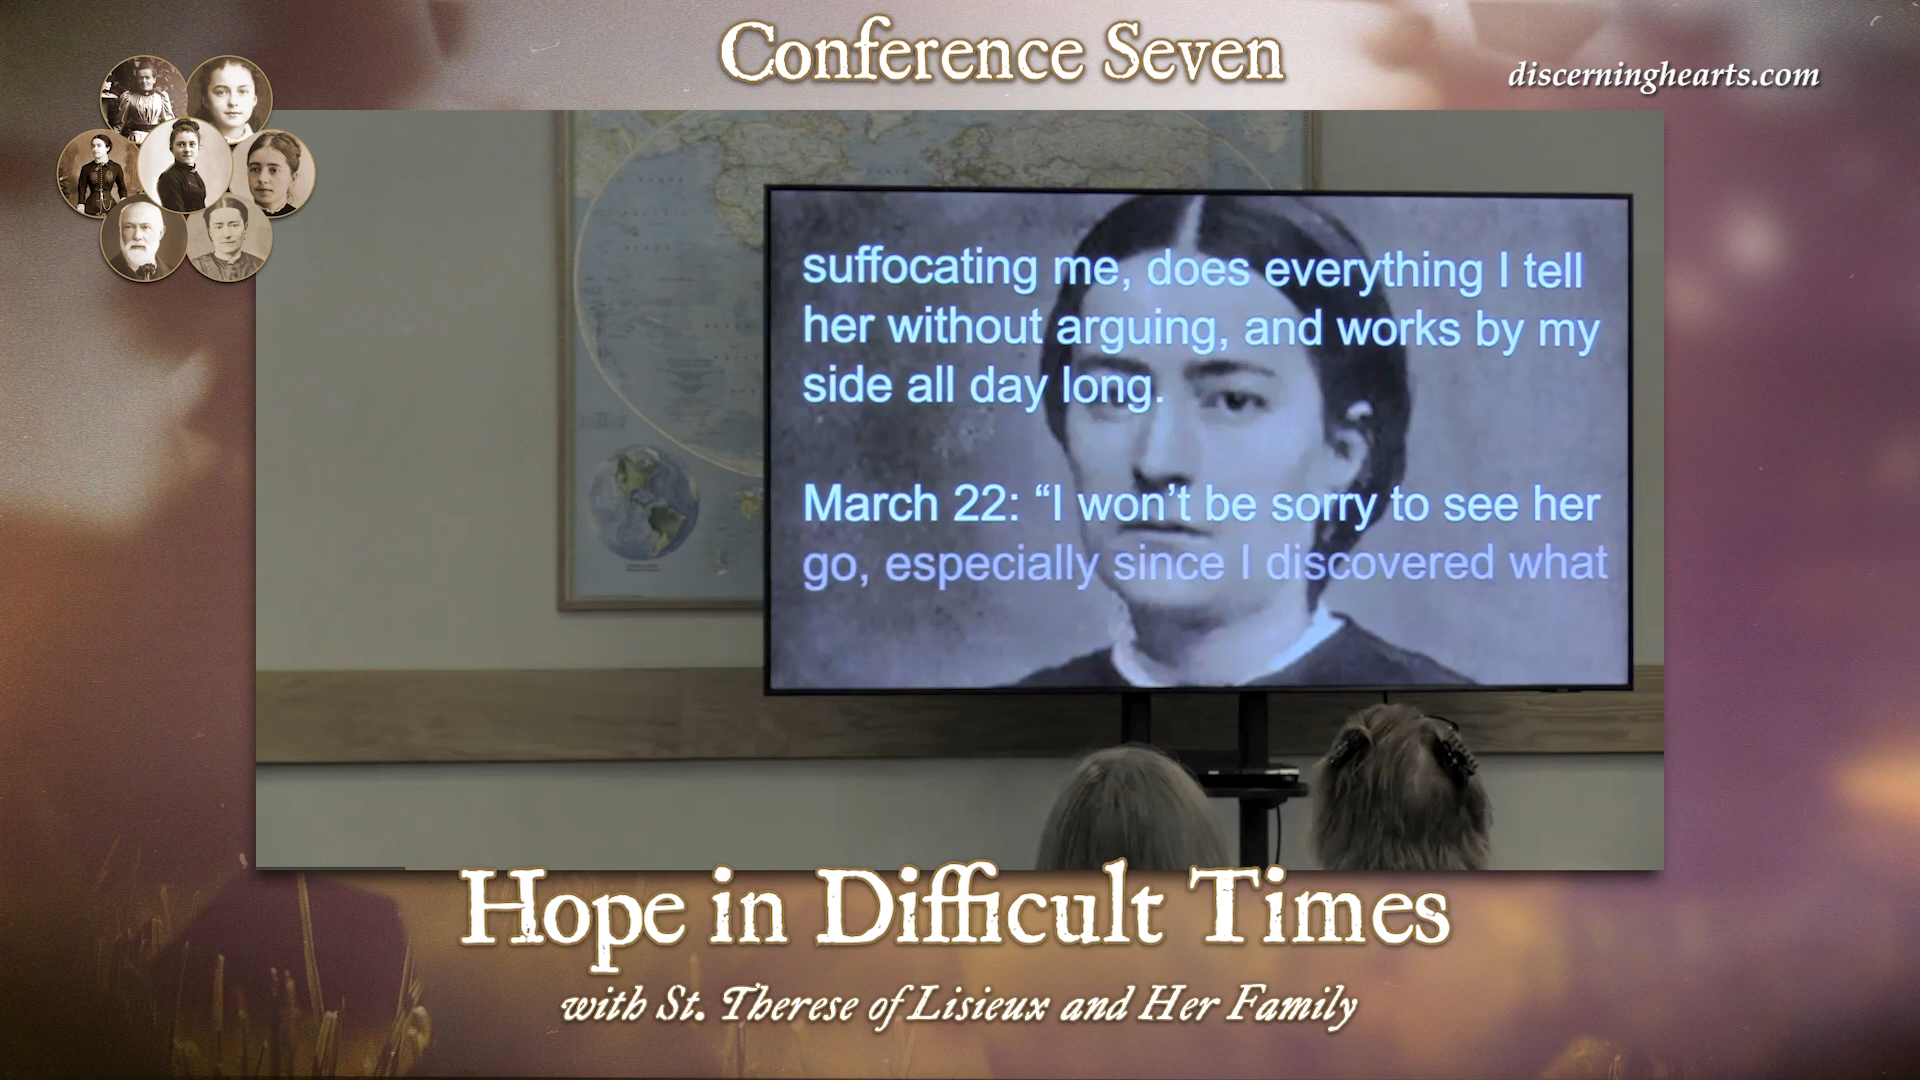 Conference Seven
discerninghearts.com
suffocating me, does everything I tell
her without arguing, and works by my
side all day long.
March 22: “I won’t be sorry to see her
go, especially since I discovered what
Hope in Difficult Times
with St. Therese of Lisieux and Her Family